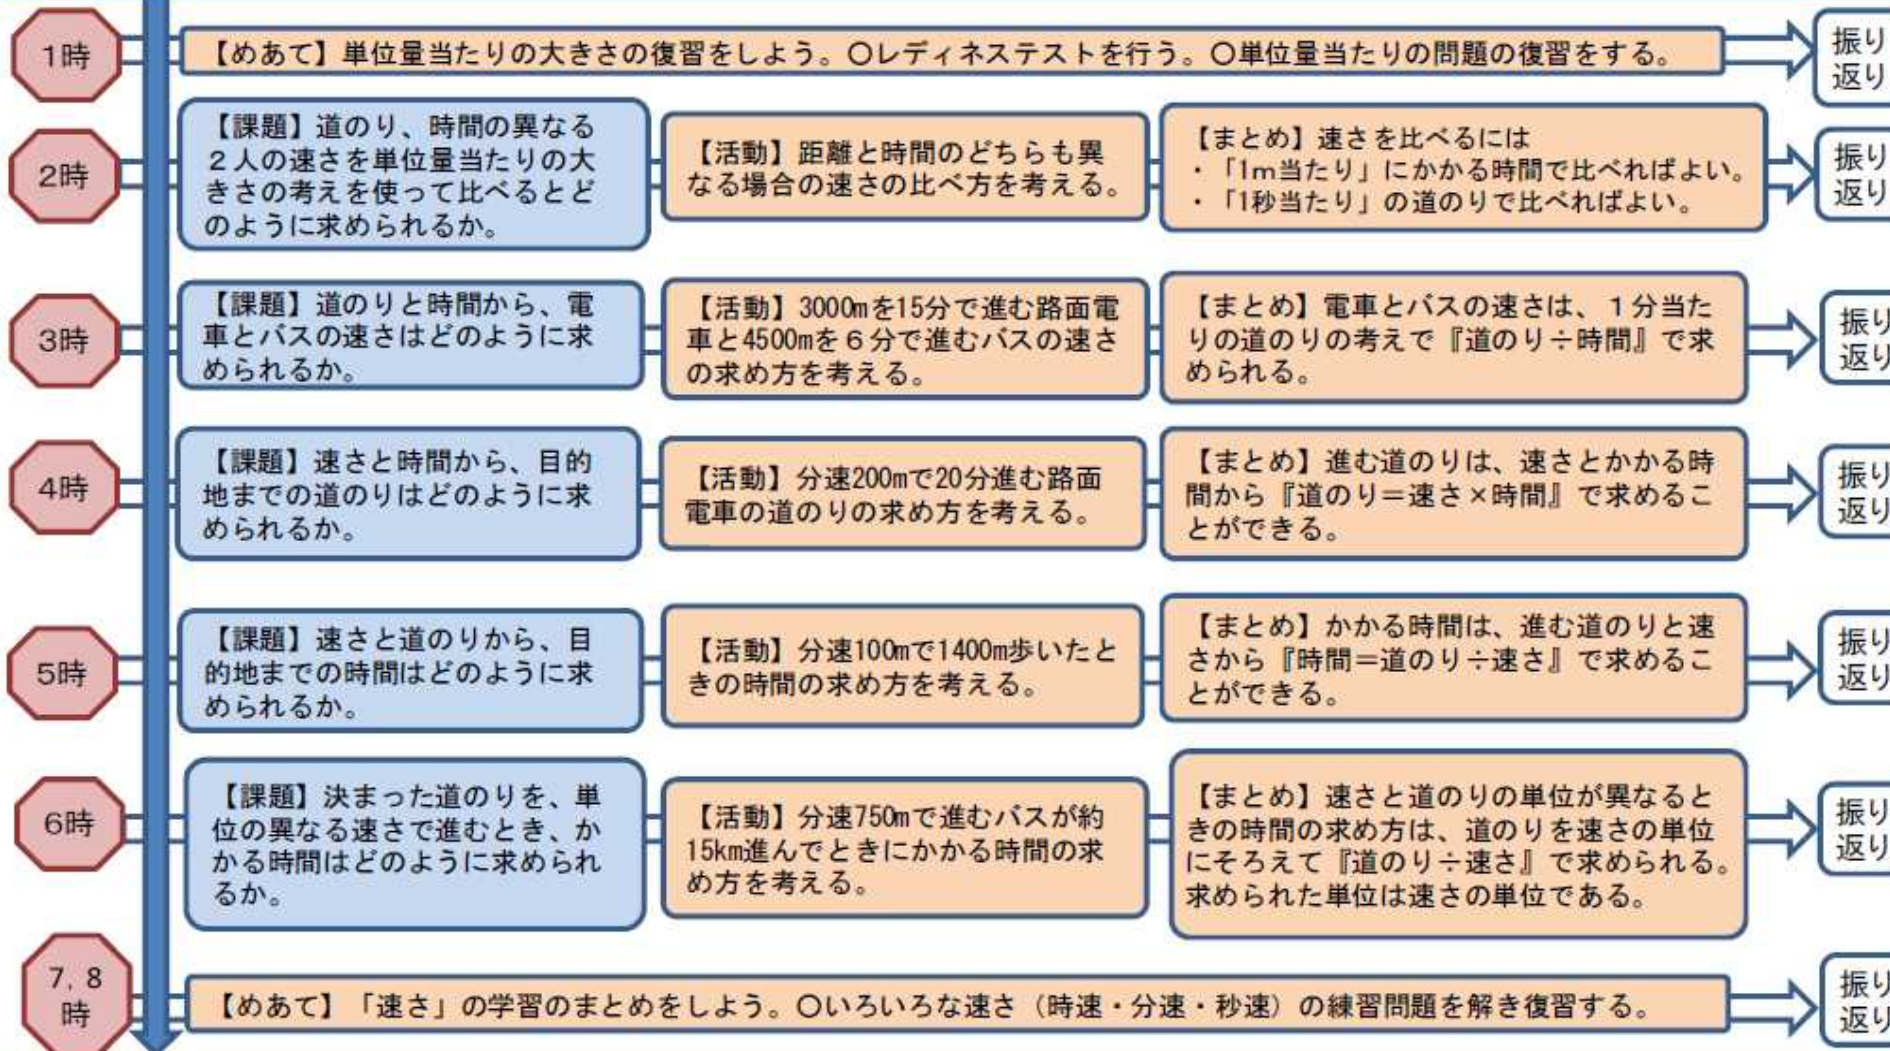 1時
【めあて】単位量当たりの大きさの復習をしよう。〇レディネステストを行う。〇単位量当たりの問題の復習をする。
振り
返り
2時
【課題】道のり、時間の異なる
２人の速さを単位量当たりの大
きさの考えを使って比べるとど
のように求められるか。
【活動】距離と時間のどちらも異
なる場合の速さの比べ方を考える。
【まとめ】速さを比べるには
・「1ｍ当たり」にかかる時間で比べればよい。
・「1秒当たり」の道のりで比べればよい。
振り
返り
3時
【課題】道のりと時間から、電
車とバスの速さはどのように求
められるか。
【活動】3000mを15分で進む路面電
車と4500mを６分で進むバスの速さ
の求め方を考える。
【まとめ】電車とバスの速さは、１分当た
りの道のりの考えで『道のり÷時間』で求
められる。
振り
返り
4時
【課題】速さと時間から、目的
地までの道のりはどのように求
められるか。
【活動】分速200mで20分進む路面
電車の道のりの求め方を考える。
【まとめ】進む道のりは、速さとかかる時
間から『道のり＝速さ×時間』で求めるこ
とができる。
振り
返り
5時
【課題】速さと道のりから、目
的地までの時間はどのように求
められるか。
【活動】分速100mで1400m歩いたと
きの時間の求め方を考える。
【まとめ】かかる時間は、進む道のりと速
さから『時間＝道のり÷速さ』で求めるこ
とができる。
振り
返り
6時
【課題】決まった道のりを、単
位の異なる速さで進むとき、か
かる時間はどのように求められ
るか。
【活動】分速750mで進むバスが約
15km進んでときにかかる時間の求
め方を考える。
【まとめ】速さと道のりの単位が異なると
きの時間の求め方は、道のりを速さの単位
にそろえて『道のり÷速さ』で求められる。
求められた単位は速さの単位である。
振り
返り
7, 8
時
【めあて】「速さ」の学習のまとめをしよう。〇いろいろな速さ（時速・分速・秒速）の練習問題を解き復習する。
振り
返り